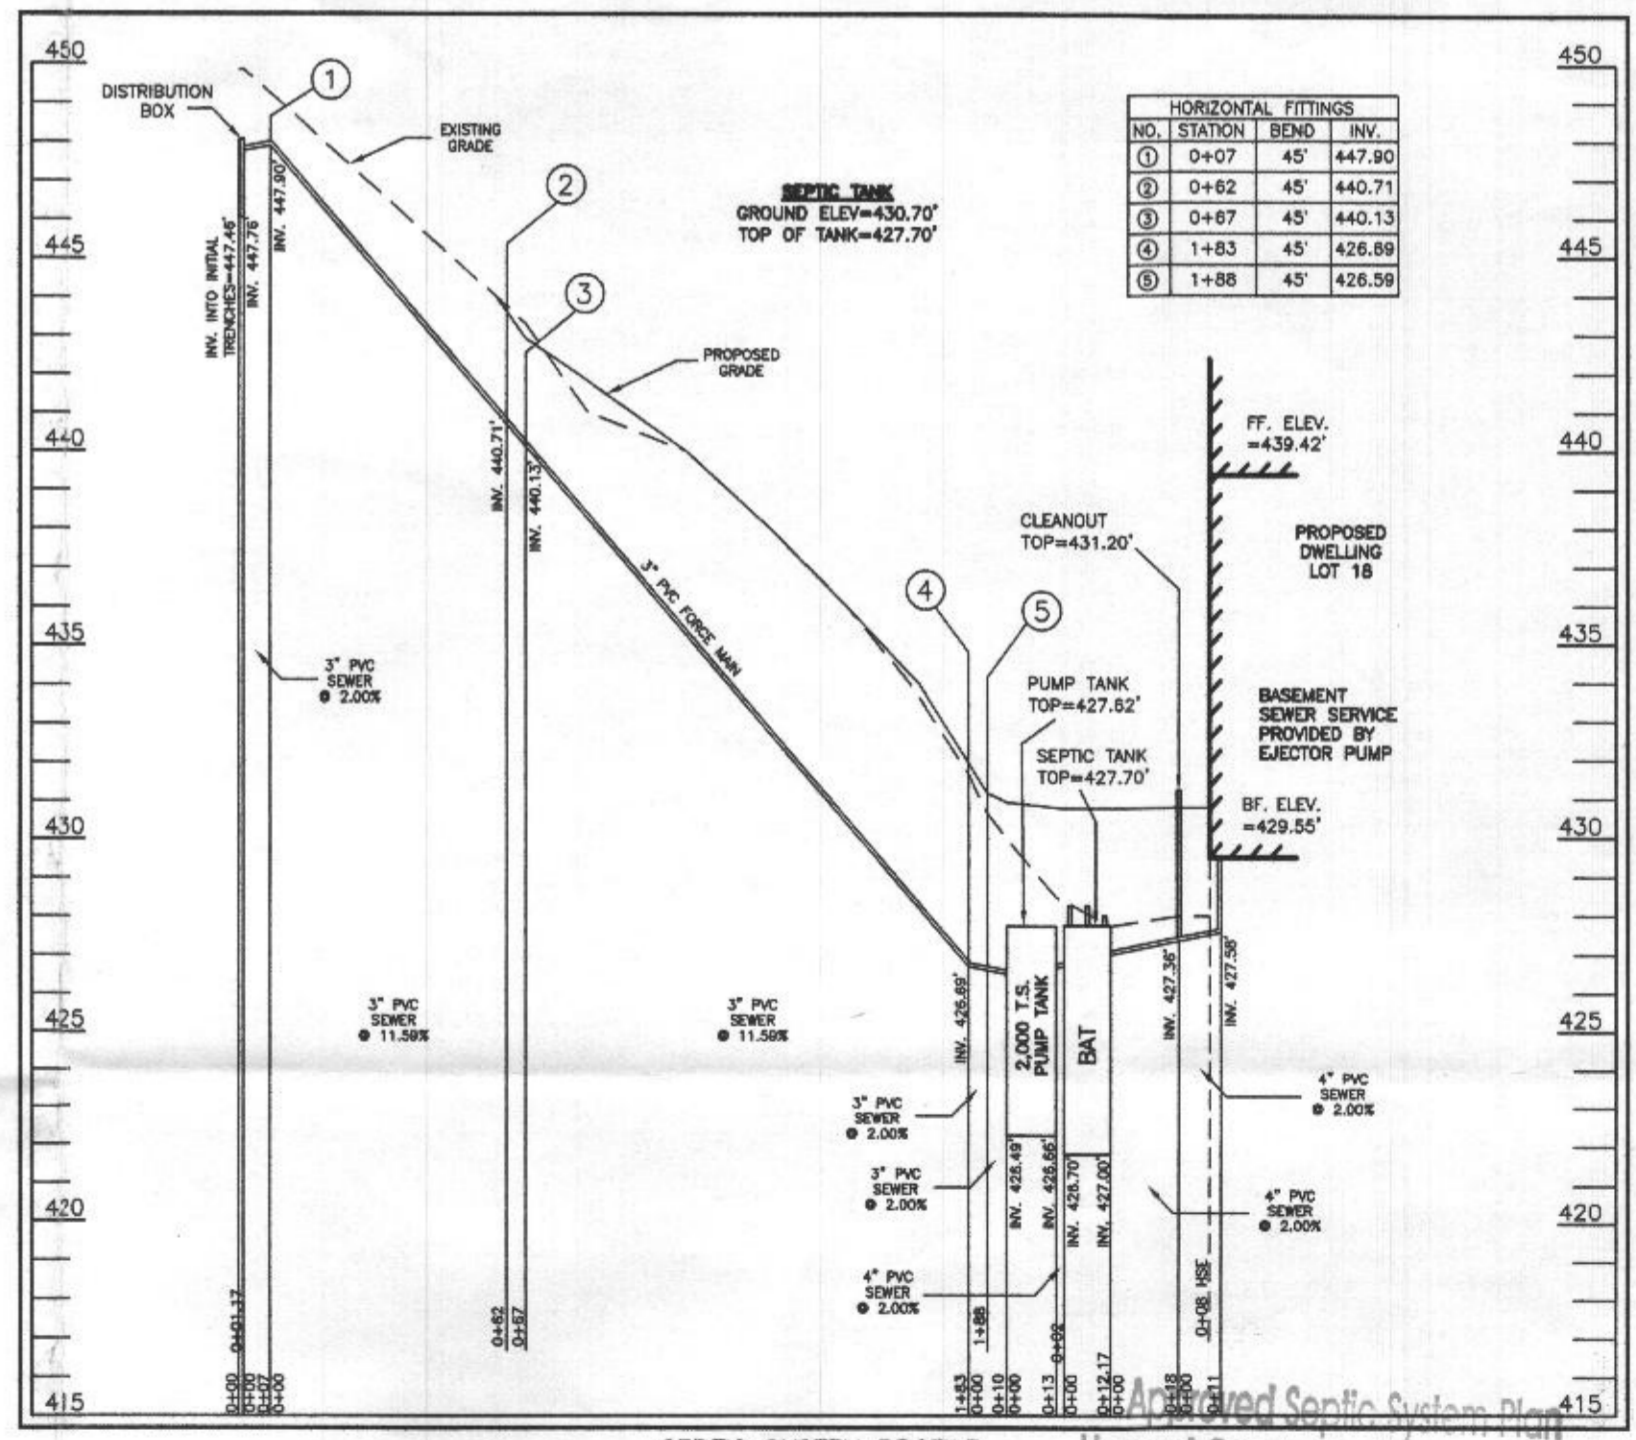 450
450
DISTRIBUTION
BOX
1
EXISTING
GRADE
2
SEPTIC TANK
GROUND ELEV=430.70'
TOP OF TANK=427.70'
HORIZONTAL FITTINGS
NO. STATION BEND INV.
1 0+07 45' 447.90
2 0+62 45' 440.71
3 0+67 45' 440.13
4 1+83 45' 426.69
5 1+88 45' 426.59
INV. INTO INITIAL
TRENCHES=447.46'
INV. 447.76'
INV. 447.90'
445
445
3
PROPOSED
GRADE
440
440
INV. 440.71'
INV. 440.13'
FF. ELEV.
=439.42'
CLEANOUT
TOP=431.20'
PROPOSED
DWELLING
LOT 18
3" PVC FORCE MAIN
4
5
435
435
3" PVC
SEWER
@ 2.00%
PUMP TANK
TOP=427.62'
SEPTIC TANK
TOP=427.70'
BASEMENT
SEWER SERVICE
PROVIDED BY
EJECTOR PUMP
BF. ELEV.
=429.55'
430
430
3" PVC
SEWER
@ 11.59%
3" PVC
SEWER
@ 11.59%
INV. 426.69'
2,000 T.S.
PUMP TANK
BAT
INV. 427.36'
INV. 427.58'
425
425
3" PVC
SEWER
@ 2.00%
4" PVC
SEWER
@ 2.00%
3" PVC
SEWER
@ 2.00%
INV. 426.49'
INV. 426.66'
INV. 426.70'
INV. 427.00'
4" PVC
SEWER
@ 2.00%
420
420
4" PVC
SEWER
@ 2.00%
0+08 HSE
0+01.17
0+00
0+00
0+07
0+00
0+62
0+67
1+83
0+00
1+88
0+10
0+00
0+13
0+02
0+00
0+12.17
0+00
0+18
0+00
0+11
415
415
Approved Septic System Plan